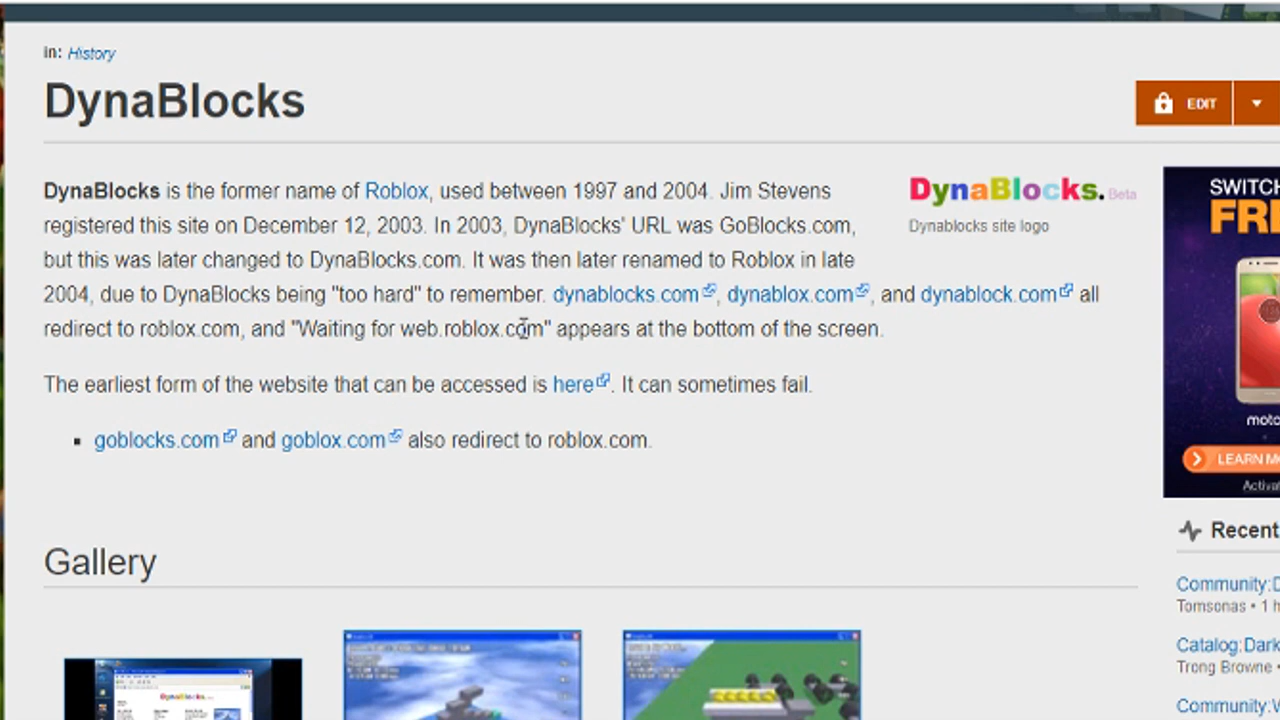 in: History
DynaBlocks
EDIT
DynaBlocks is the former name of Roblox, used between 1997 and 2004. Jim Stevens
registered this site on December 12, 2003. In 2003, DynaBlocks' URL was GoBlocks.com,
but this was later changed to DynaBlocks.com. It was then later renamed to Roblox in late
2004, due to DynaBlocks being "too hard" to remember. dynablocks.com, dynablox.com, and dynablock.com all
redirect to roblox.com, and "Waiting for web.roblox.com" appears at the bottom of the screen.
DynaBlocks. Beta
Dynablocks site logo
The earliest form of the website that can be accessed is here. It can sometimes fail.
▪ goblocks.com and goblox.com also redirect to roblox.com.
Gallery
SWITCH
FRE
moto
LEARN M
Activat
Recent
Community:D
Tomsonas • 1 h
Catalog:Dark
Trong Browne •
Community:W